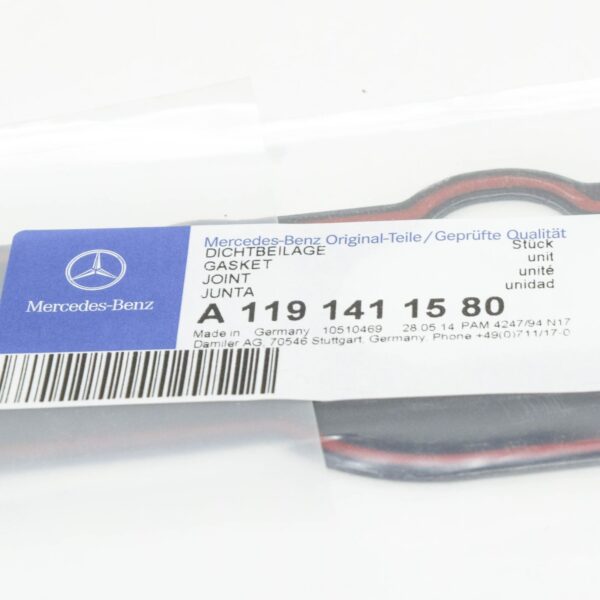 Mercedes-Benz
Mercedes-Benz Original-Teile/Geprüfte Qualität
DICHTBEILAGE Stück
GASKET unit
JOINT unité
JUNTA unidad
A 119 141 15 80
Made in Germany 10510469 28 05 14 PAM 4247/94 N17
Damiler AG, 70546 Stuttgart, Germany, Phone +49(0)711/17-0